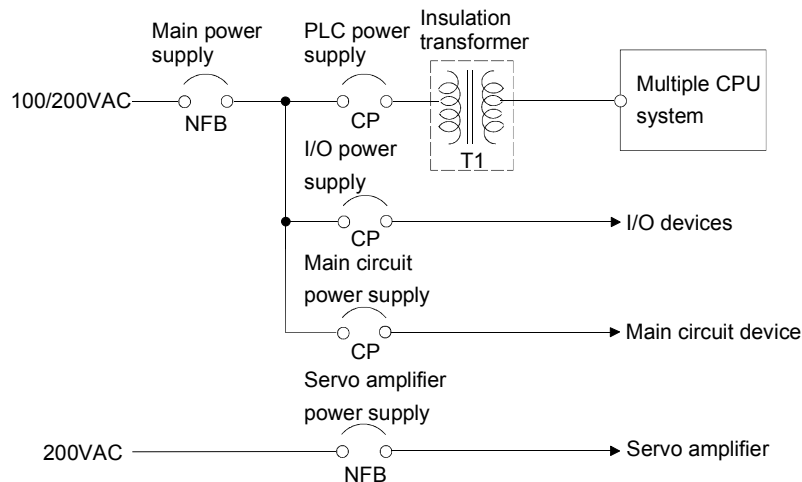 Main power
supply
PLC power
supply
Insulation
transformer
100/200VAC
NFB
CP
T1
Multiple CPU
system
I/O power
supply
CP
I/O devices
Main circuit
power supply
CP
Main circuit device
Servo amplifier
power supply
200VAC
NFB
Servo amplifier